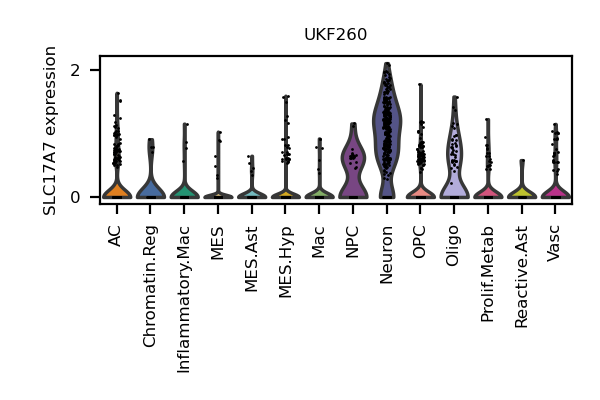 UKF260
SLC17A7 expression
2
0
AC
Chromatin.Reg
Inflammatory.Mac
MES
MES.Ast
MES.Hyp
Mac
NPC
Neuron
OPC
Oligo
Prolif.Metab
Reactive.Ast
Vasc